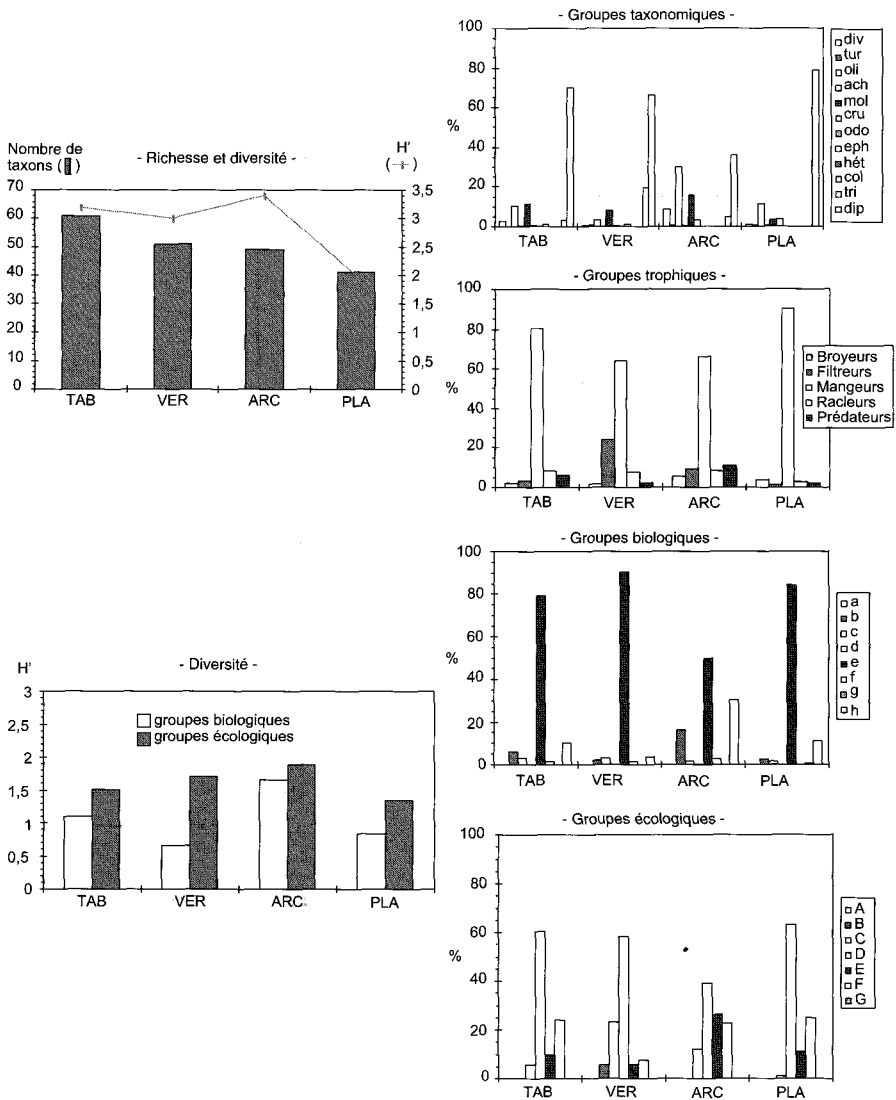 Nombre de
taxons ( )
- Richesse et diversité -
H'
( )
70
60
50
40
30
20
10
0
3,5
3
2,5
2
1,5
1
0,5
0
TAB VER ARC PLA
- Diversité -
H'
3
2,5
2
1,5
1
0,5
0
groupes biologiques
groupes écologiques
TAB VER ARC PLA
- Groupes taxonomiques -
100
80
60
%
40
20
0
TAB VER ARC PLA
div
tur
oli
ach
mol
cru
odo
eph
hét
col
tri
dip
- Groupes trophiques -
100
80
60
%
40
20
0
TAB VER ARC PLA
Broyeurs
Filtreurs
Mangeurs
Racleurs
Prédateurs
- Groupes biologiques -
100
80
60
%
40
20
0
TAB VER ARC PLA
a
b
c
d
e
f
g
h
- Groupes écologiques -
100
80
60
%
40
20
0
TAB VER ARC PLA
A
B
C
D
E
F
G